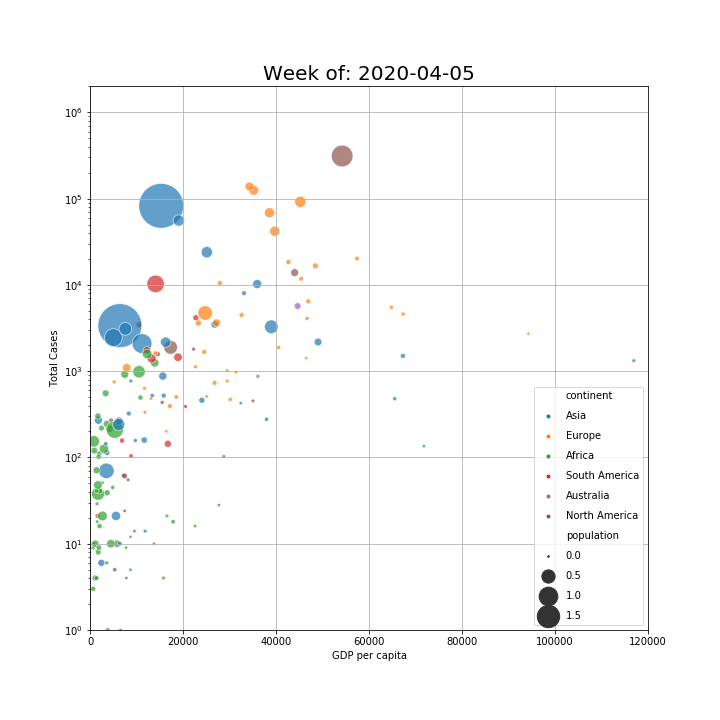 Week of: 2020-04-05
Total Cases
10⁶
10⁵
10⁴
10³
10²
10¹
10⁰
0 20000 40000 60000 80000 100000 120000
GDP per capita
continent
Asia
Europe
Africa
South America
Australia
North America
population
0.0
0.5
1.0
1.5